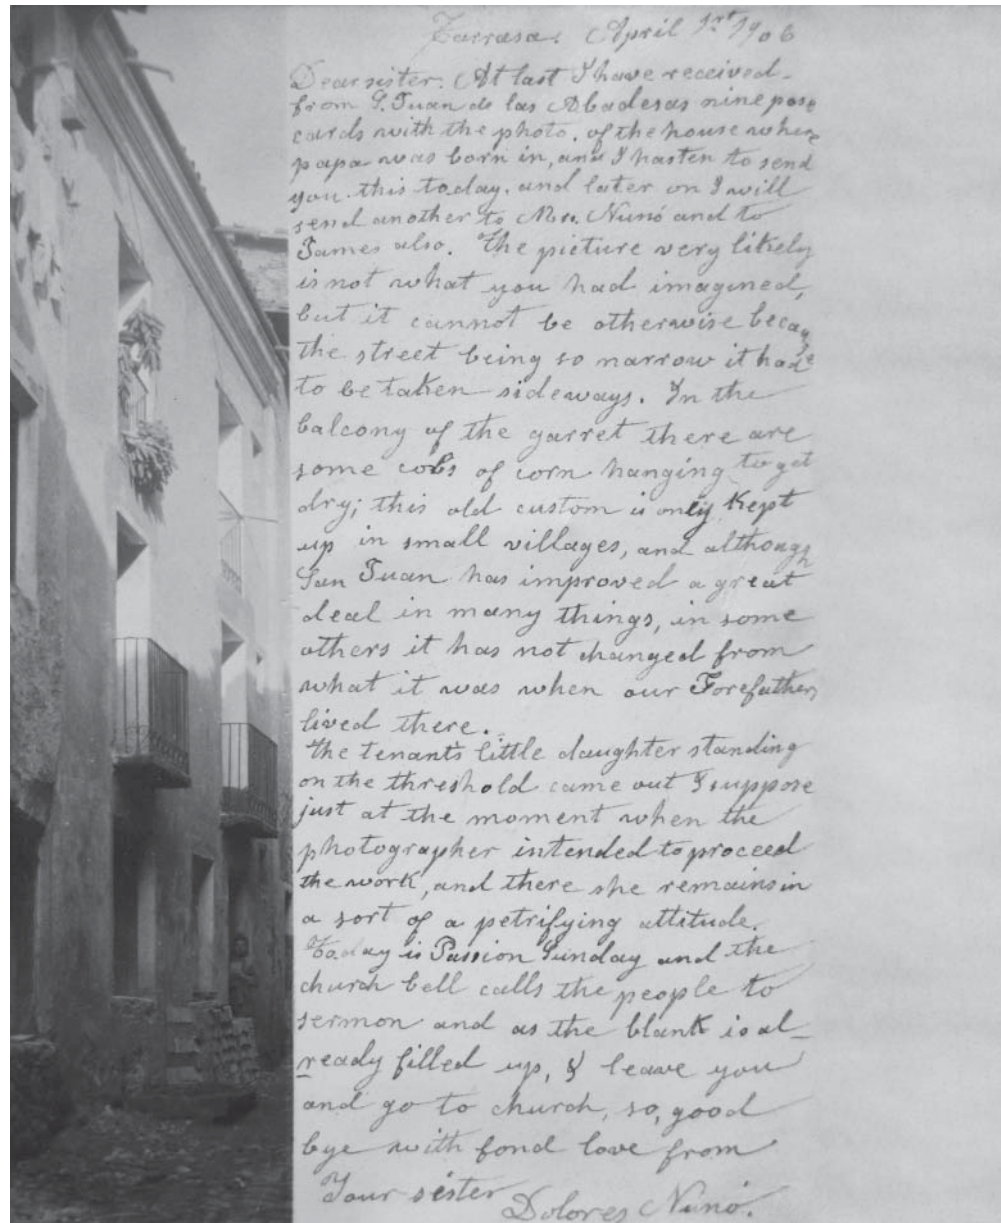 Tarrasa. April 1rst 1906
Dear sister: At last I have received
from S. Juan de las Abadesas nine post
cards with the photo. of the house where
papa was born in, and I hasten to send
you this today. and later on I will
send another to Mrs. Nunó and to
James also. The picture very likely
is not what you had imagined,
but it cannot be otherwise because
the street being so narrow it had
to be taken sideways. In the
balcony of the garret there are
some cobs of corn hanging to get
dry; this old custom is only kept
up in small villages, and although
San Juan has improved a great
deal in many things, in some
others it has not changed from
what it was when our Forefathers
lived there.
The tenant's little daughter standing
on the threshold came out I suppose
just at the moment when the
photographer intended to proceed
the work, and there she remains in
a sort of a petrifying attitude.
Today is Passion Sunday and the
church bell calls the people to
sermon and as the blank is al-
ready filled up, I leave you
and go to church, so, good
bye with fond love from
Your sister
Dolores Nunó.